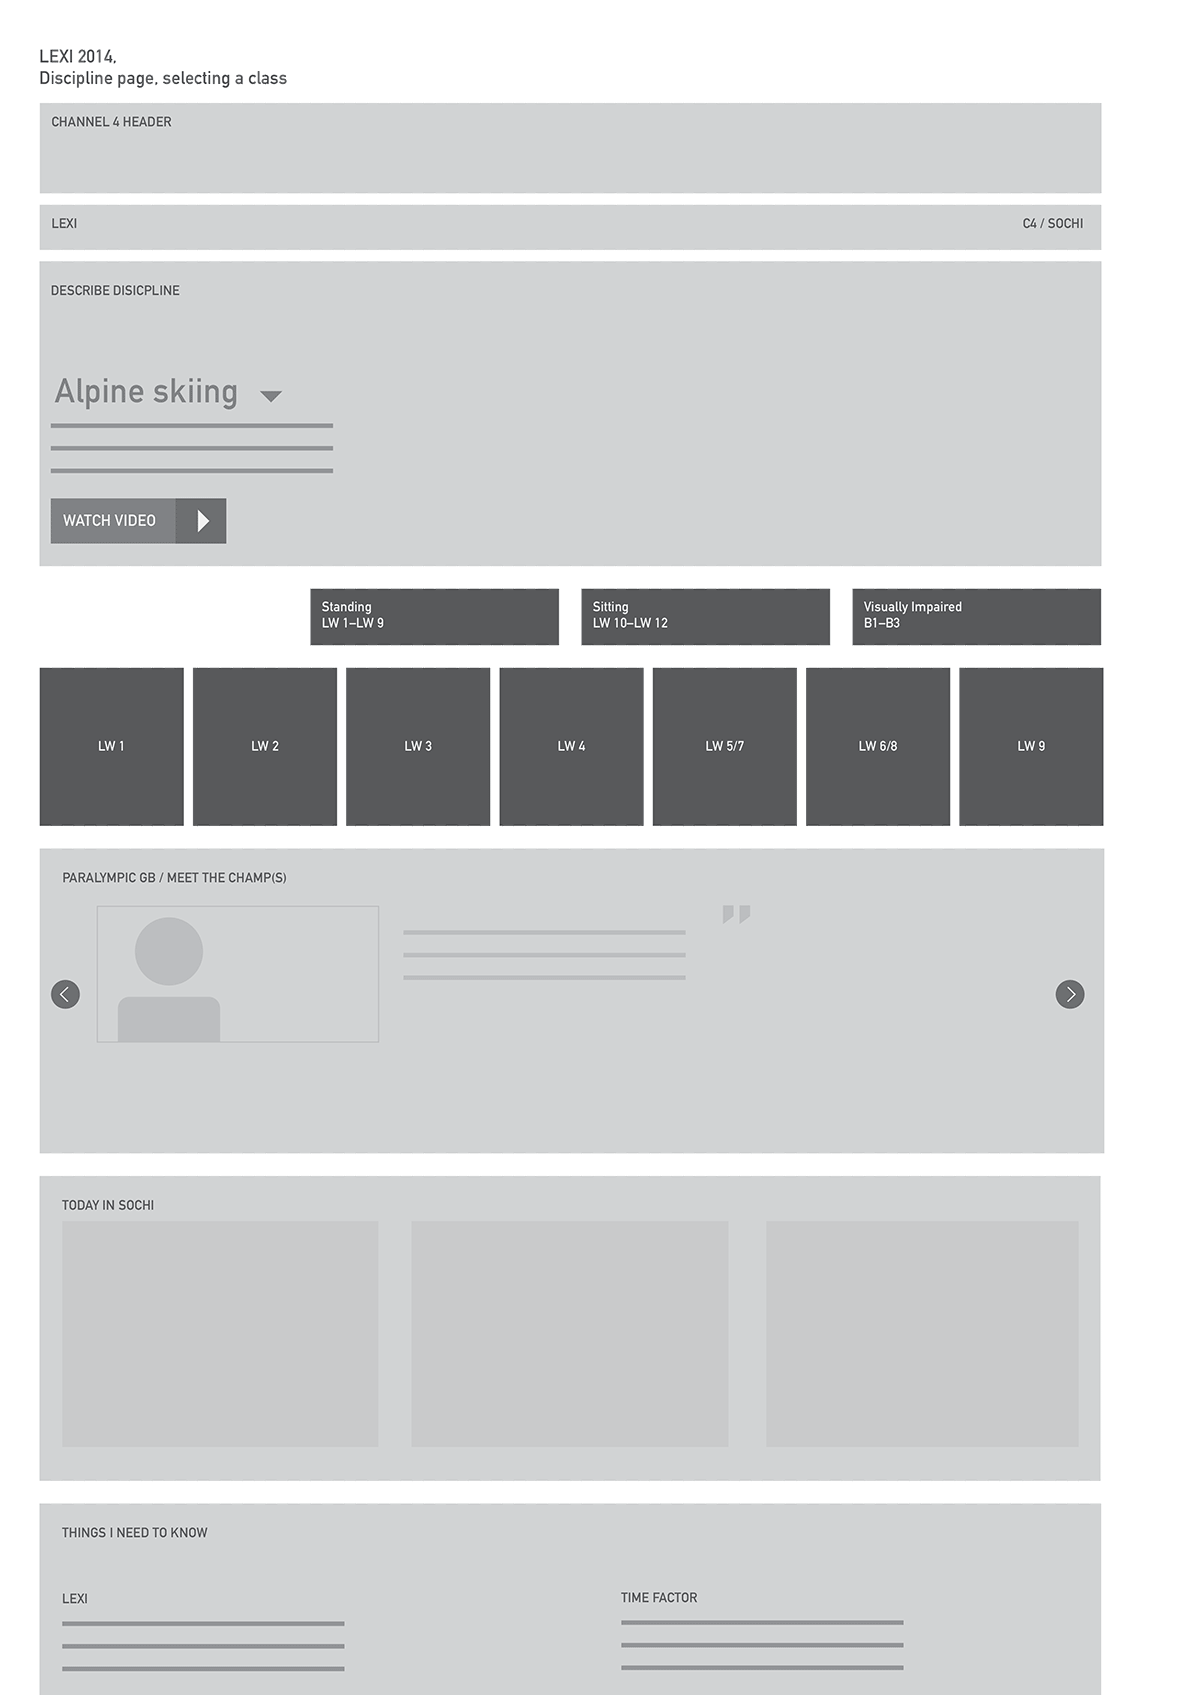 LEXI 2014,
Discipline page, selecting a class
CHANNEL 4 HEADER
LEXI
C4 / SOCHI
DESCRIBE DISICPLINE
Alpine skiing
WATCH VIDEO
Standing
LW 1–LW 9
Sitting
LW 10–LW 12
Visually Impaired
B1–B3
LW 1
LW 2
LW 3
LW 4
LW 5/7
LW 6/8
LW 9
PARALYMPIC GB / MEET THE CHAMP(S)
”
TODAY IN SOCHI
THINGS I NEED TO KNOW
LEXI
TIME FACTOR